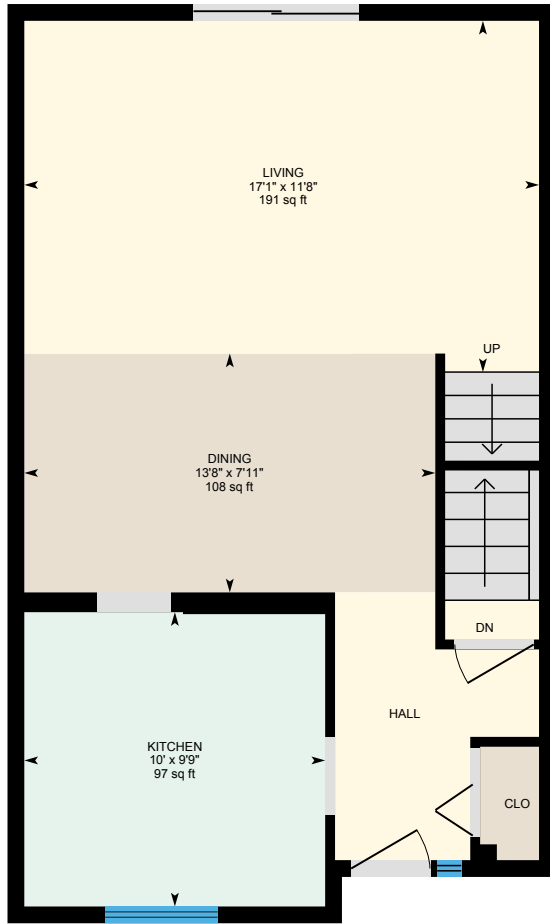 LIVING
17'1" x 11'8"
191 sq ft
UP
DINING
13'8" x 7'11"
108 sq ft
DN
HALL
KITCHEN
10' x 9'9"
97 sq ft
CLO